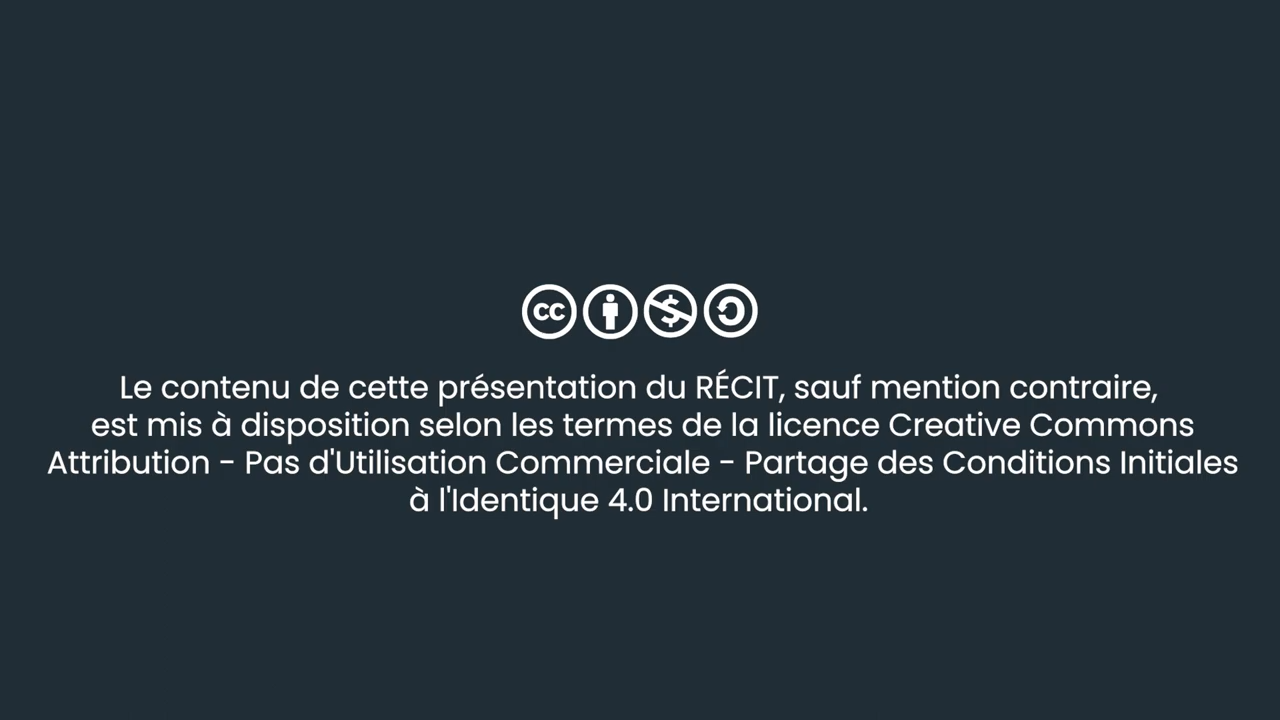 Le contenu de cette présentation du RÉCIT, sauf mention contraire,
est mis à disposition selon les termes de la licence Creative Commons
Attribution - Pas d'Utilisation Commerciale - Partage des Conditions Initiales
à l'Identique 4.0 International.